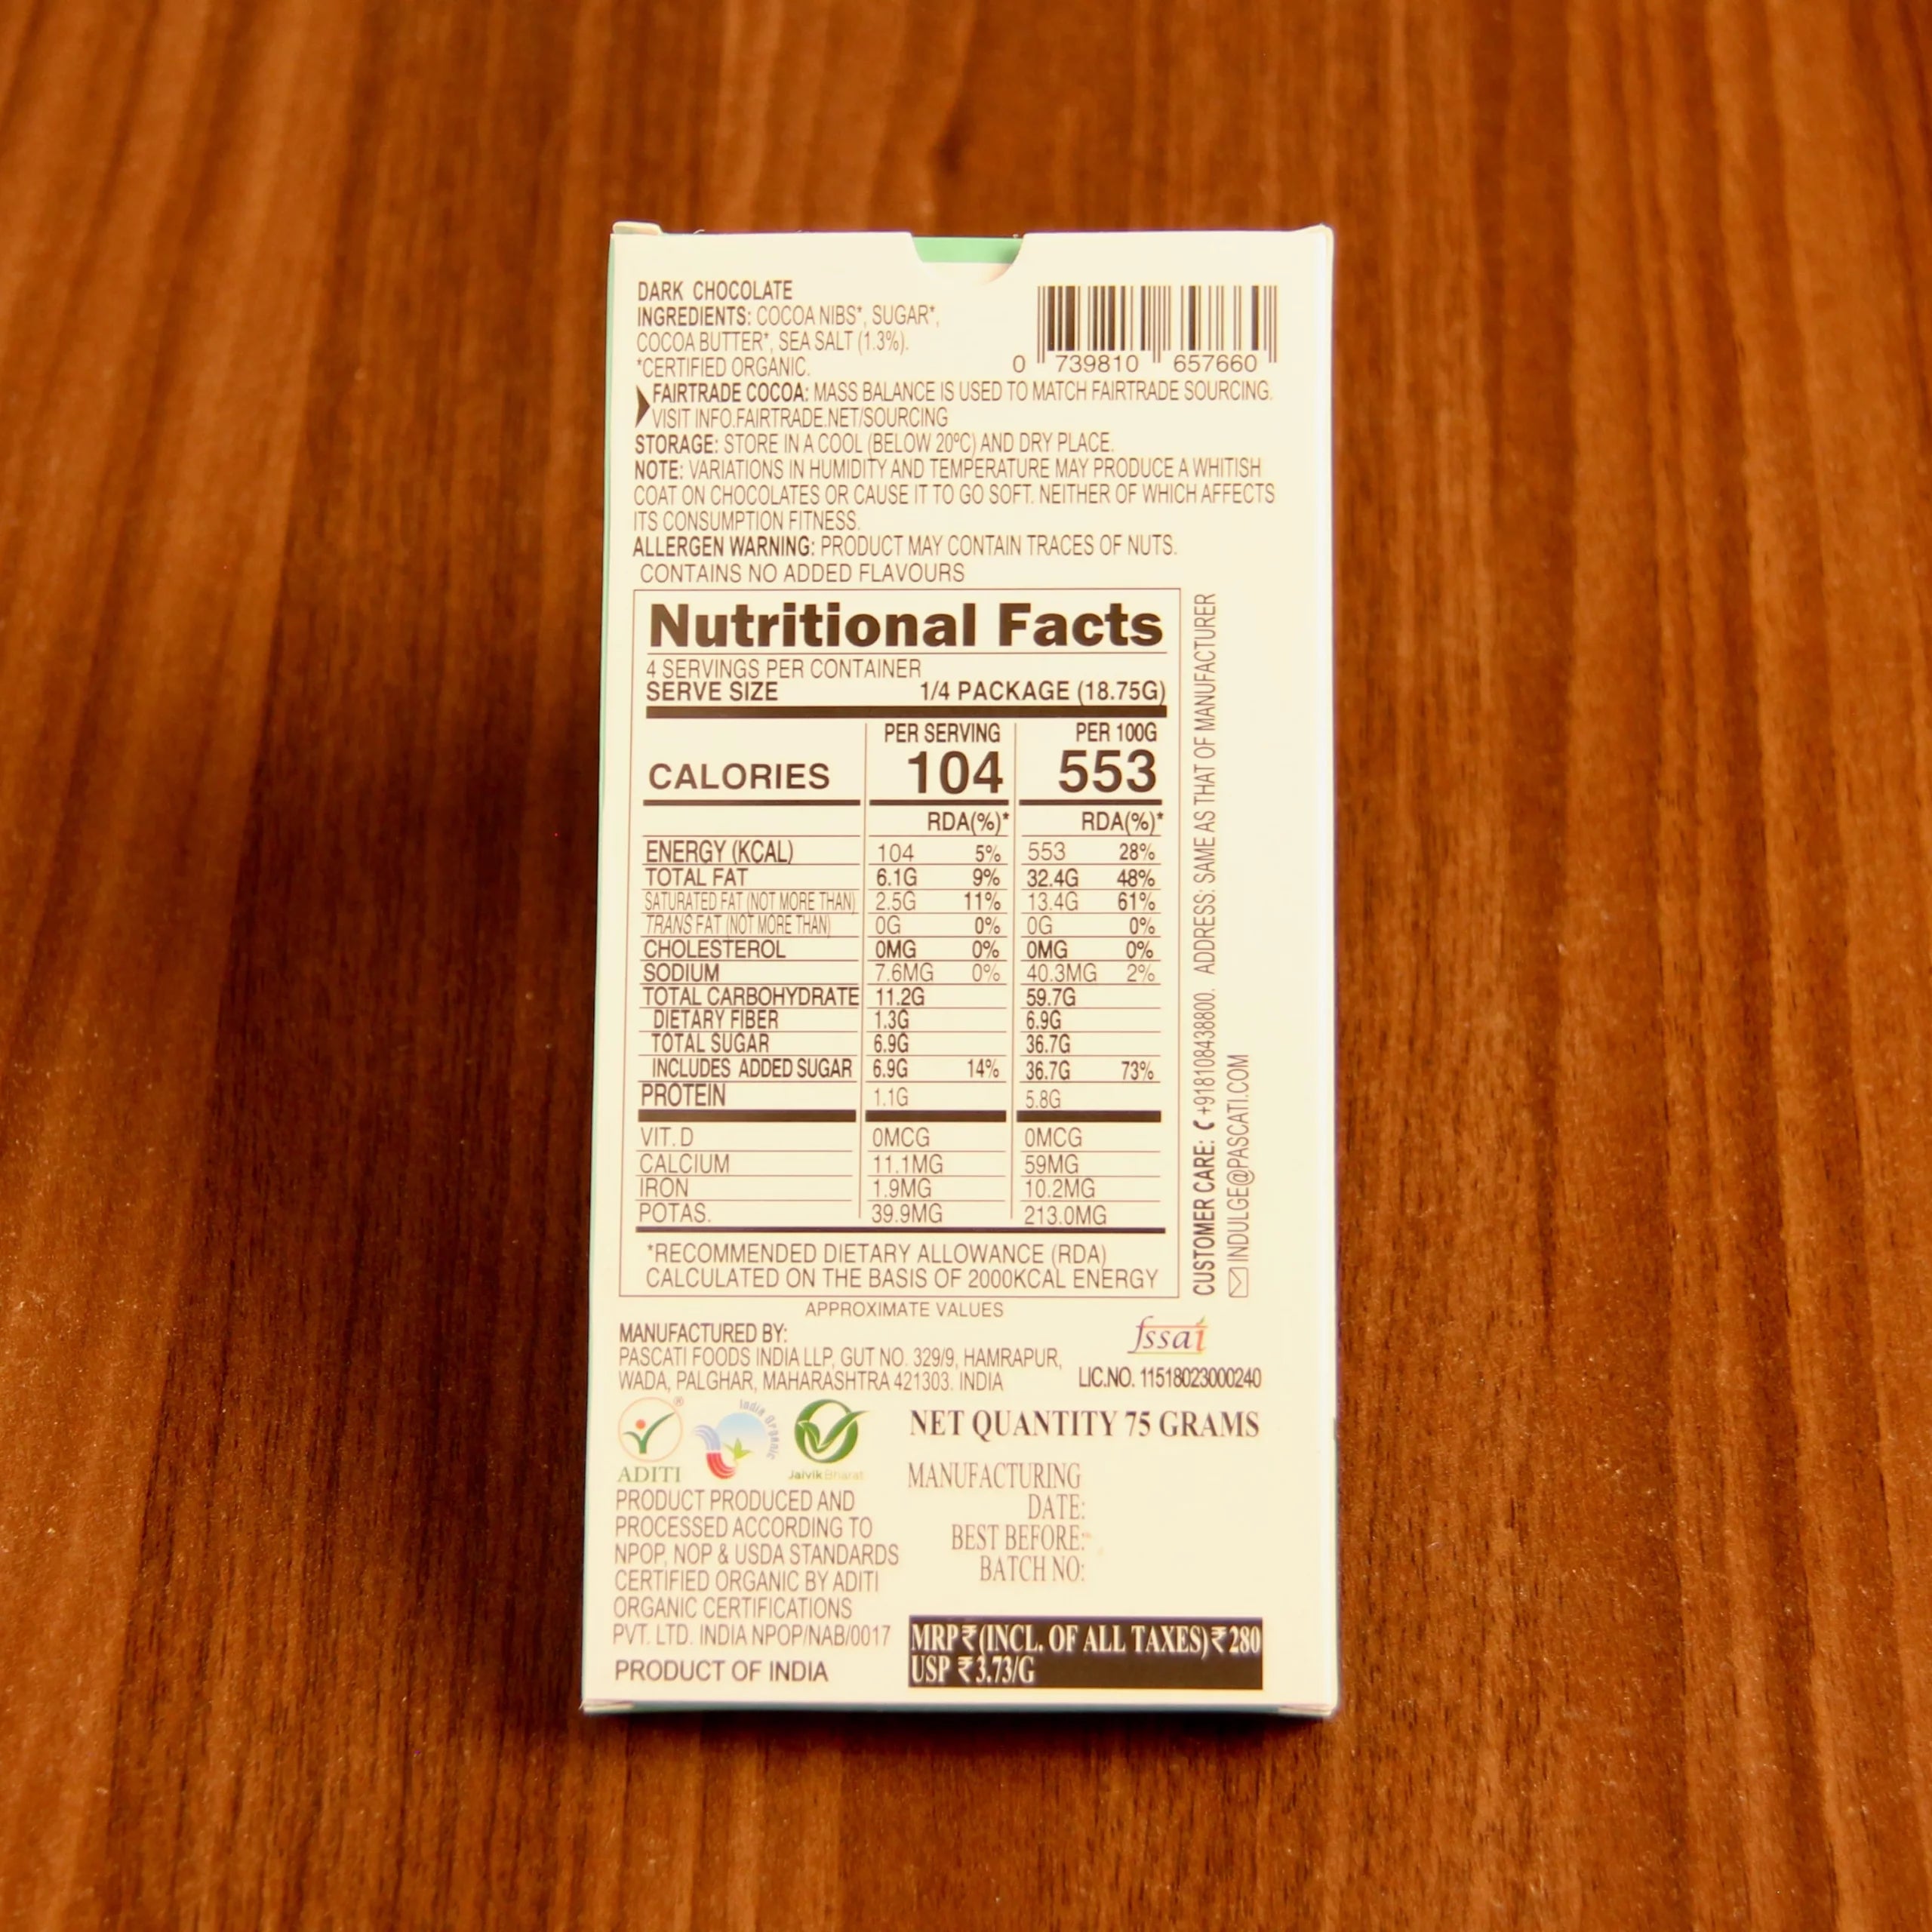 DARK CHOCOLATE
INGREDIENTS: COCOA NIBS*, SUGAR*,
COCOA BUTTER*, SEA SALT (1.3%).
*CERTIFIED ORGANIC.
0 739810 657660
FAIRTRADE COCOA: MASS BALANCE IS USED TO MATCH FAIRTRADE SOURCING.
VISIT INFO.FAIRTRADE.NET/SOURCING
STORAGE: STORE IN A COOL (BELOW 20ºC) AND DRY PLACE.
NOTE: VARIATIONS IN HUMIDITY AND TEMPERATURE MAY PRODUCE A WHITISH
COAT ON CHOCOLATES OR CAUSE IT TO GO SOFT. NEITHER OF WHICH AFFECTS
ITS CONSUMPTION FITNESS.
ALLERGEN WARNING: PRODUCT MAY CONTAIN TRACES OF NUTS.
CONTAINS NO ADDED FLAVOURS
Nutritional Facts
4 SERVINGS PER CONTAINER
SERVE SIZE 1/4 PACKAGE (18.75G)
PER SERVING PER 100G
CALORIES 104 553
RDA(%)* RDA(%)*
ENERGY (KCAL) 104 5% 553 28%
TOTAL FAT 6.1G 9% 32.4G 48%
SATURATED FAT (NOT MORE THAN) 2.5G 11% 13.4G 61%
TRANS FAT (NOT MORE THAN) 0G 0% 0G 0%
CHOLESTEROL 0MG 0% 0MG 0%
SODIUM 7.6MG 0% 40.3MG 2%
TOTAL CARBOHYDRATE 11.2G 59.7G
DIETARY FIBER 1.3G 6.9G
TOTAL SUGAR 6.9G 36.7G
INCLUDES ADDED SUGAR 6.9G 14% 36.7G 73%
PROTEIN 1.1G 5.8G
VIT. D 0MCG 0MCG
CALCIUM 11.1MG 59MG
IRON 1.9MG 10.2MG
POTAS. 39.9MG 213.0MG
*RECOMMENDED DIETARY ALLOWANCE (RDA)
CALCULATED ON THE BASIS OF 2000KCAL ENERGY
APPROXIMATE VALUES
CUSTOMER CARE: +918108438800. ADDRESS: SAME AS THAT OF MANUFACTURER
INDULGE@PASCATI.COM
MANUFACTURED BY:
PASCATI FOODS INDIA LLP, GUT NO. 329/9, HAMRAPUR,
WADA, PALGHAR, MAHARASHTRA 421303. INDIA
fssai
LIC.NO. 11518023000240
ADITI ®
India Organic
Jaivik Bharat
PRODUCT PRODUCED AND
PROCESSED ACCORDING TO
NPOP, NOP & USDA STANDARDS
CERTIFIED ORGANIC BY ADITI
ORGANIC CERTIFICATIONS
PVT. LTD. INDIA NPOP/NAB/0017
PRODUCT OF INDIA
NET QUANTITY 75 GRAMS
MANUFACTURING
DATE:
BEST BEFORE:
BATCH NO:
MRP ₹ (INCL. OF ALL TAXES) ₹ 280
USP ₹ 3.73/G